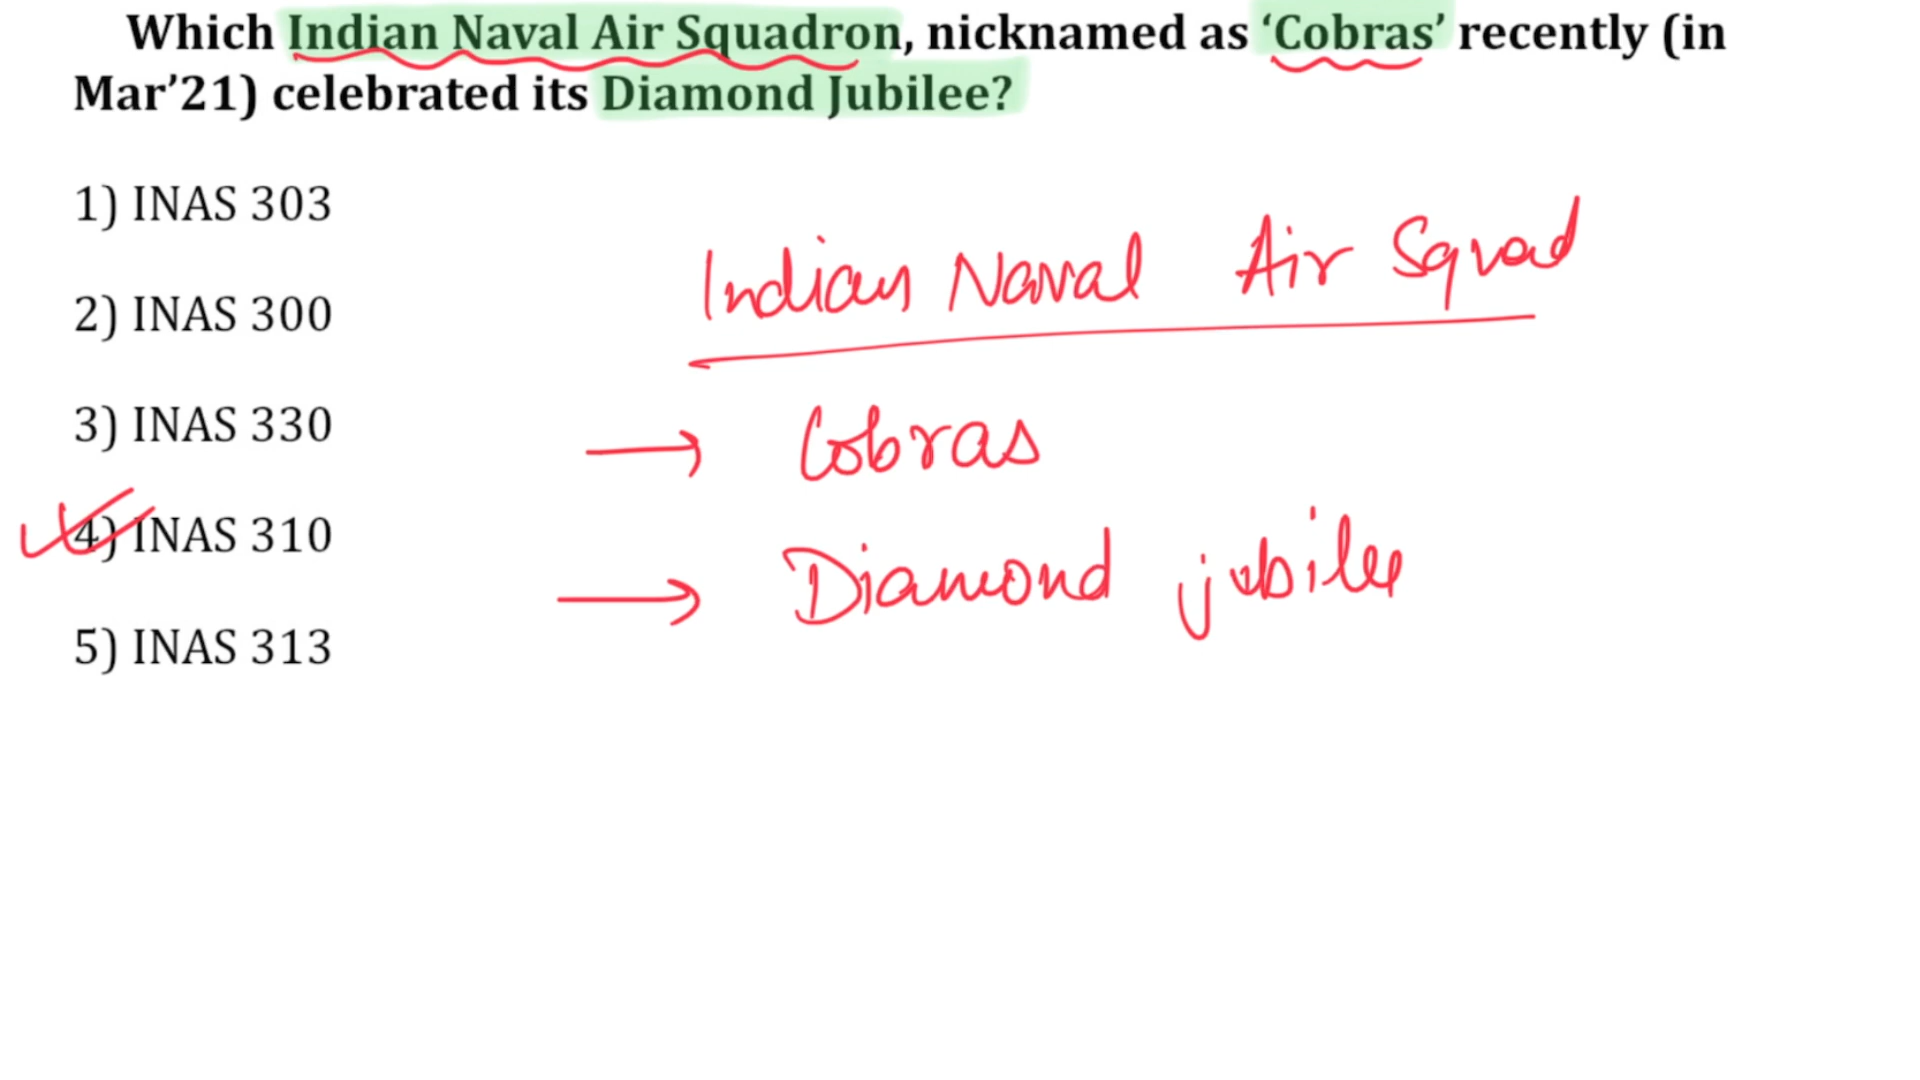 Which Indian Naval Air Squadron, nicknamed as ‘Cobras’ recently (in
Mar’21) celebrated its Diamond Jubilee?
1) INAS 303
2) INAS 300
3) INAS 330
4) INAS 310
5) INAS 313
Indian Naval Air Squad
→ Cobras
→ Diamond jubilee